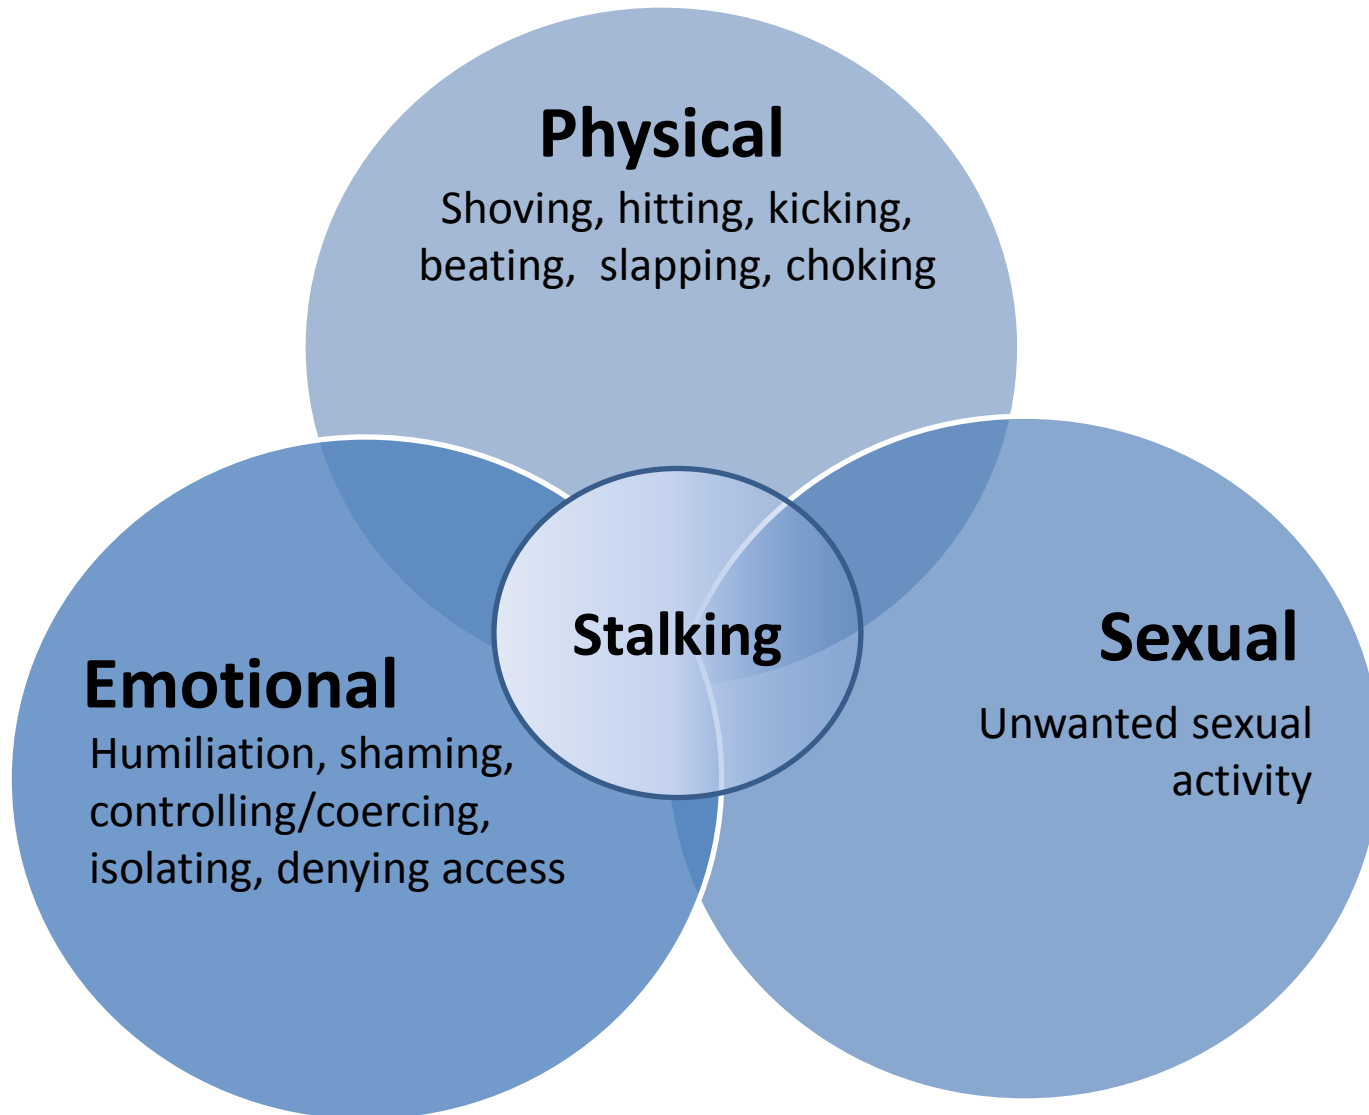 Physical
Shoving, hitting, kicking,
beating,  slapping, choking
Stalking
Emotional
Humiliation, shaming,
controlling/coercing,
isolating, denying access
Sexual
Unwanted sexual
activity